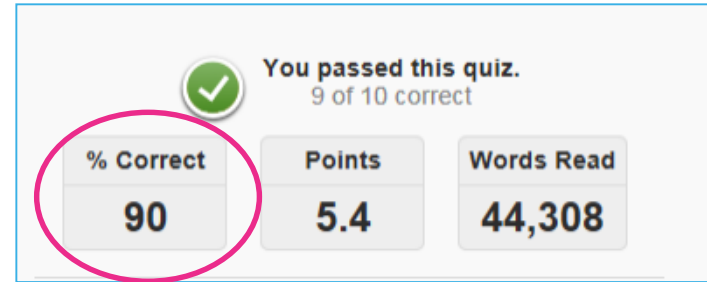 You passed this quiz.
9 of 10 correct
% Correct Points Words Read
90 5.4 44,308